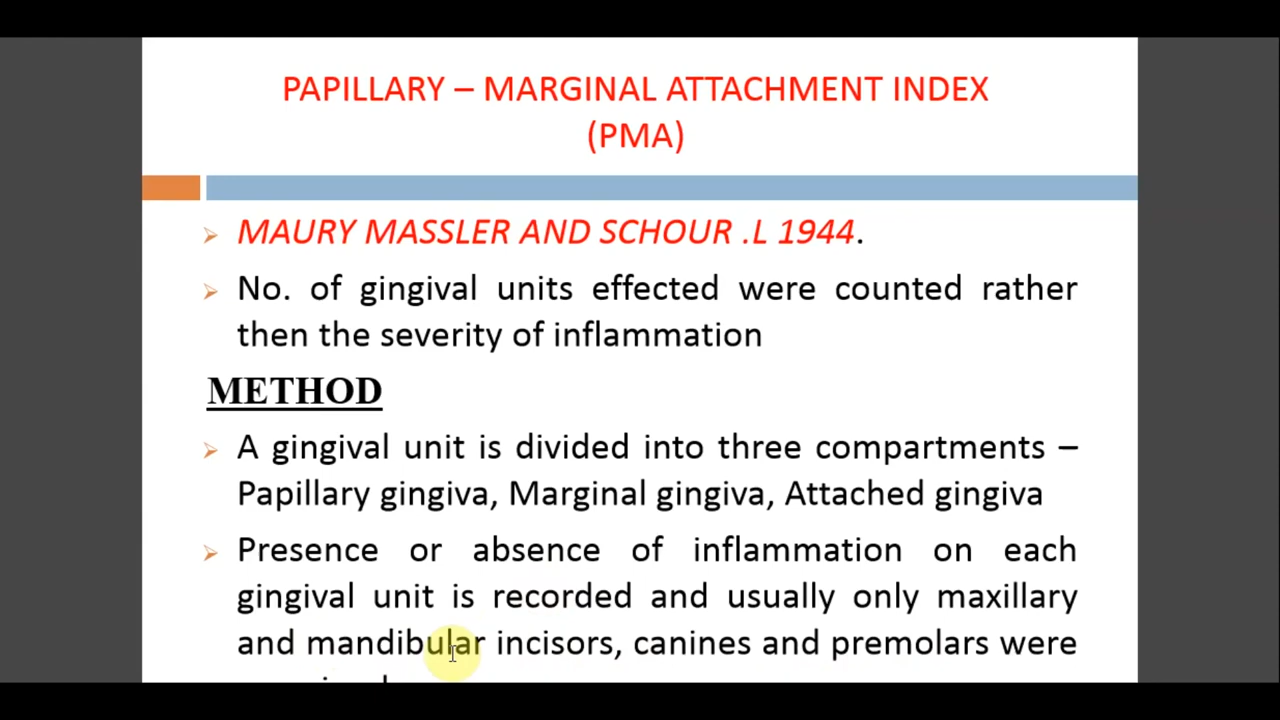 PAPILLARY – MARGINAL ATTACHMENT INDEX
(PMA)
MAURY MASSLER AND SCHOUR .L 1944.
No. of gingival units effected were counted rather
then the severity of inflammation
METHOD
A gingival unit is divided into three compartments –
Papillary gingiva, Marginal gingiva, Attached gingiva
Presence or absence of inflammation on each
gingival unit is recorded and usually only maxillary
and mandibular incisors, canines and premolars were